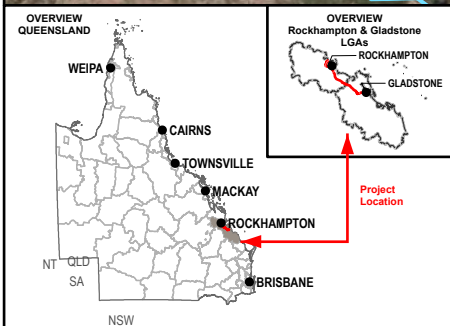 OVERVIEW
QUEENSLAND
WEIPA
CAIRNS
TOWNSVILLE
MACKAY
ROCKHAMPTON
BRISBANE
NT QLD
SA
NSW
OVERVIEW
Rockhampton & Gladstone
LGAs
ROCKHAMPTON
GLADSTONE
Project
Location